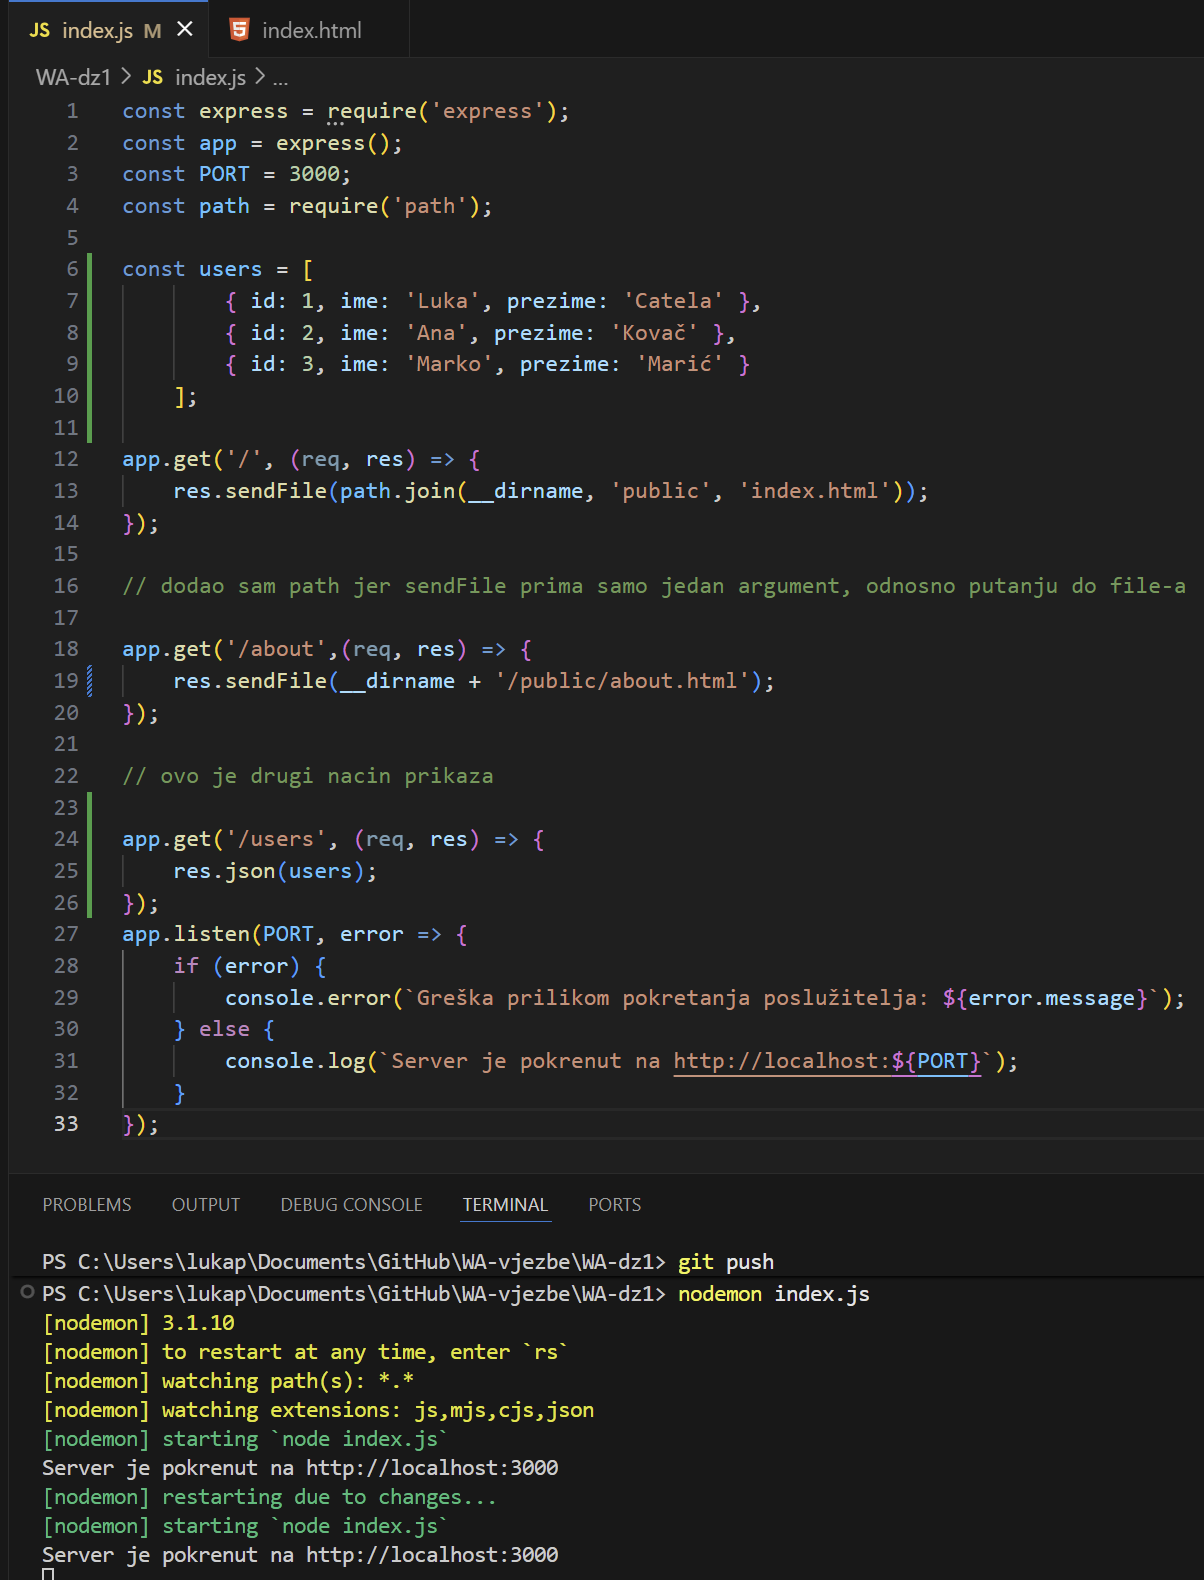 JS index.js M ×
index.html
WA-dz1 > JS index.js > ...
1 const express = require('express');
2 const app = express();
3 const PORT = 3000;
4 const path = require('path');
5
6 const users = [
7 { id: 1, ime: 'Luka', prezime: 'Catela' },
8 { id: 2, ime: 'Ana', prezime: 'Kovač' },
9 { id: 3, ime: 'Marko', prezime: 'Marić' }
10 ];
11
12 app.get('/', (req, res) => {
13 res.sendFile(path.join(__dirname, 'public', 'index.html'));
14 });
15
16 // dodao sam path jer sendFile prima samo jedan argument, odnosno putanju do file-a
17
18 app.get('/about',(req, res) => {
19 res.sendFile(__dirname + '/public/about.html');
20 });
21
22 // ovo je drugi nacin prikaza
23
24 app.get('/users', (req, res) => {
25 res.json(users);
26 });
27 app.listen(PORT, error => {
28 if (error) {
29 console.error(`Greška prilikom pokretanja poslužitelja: ${error.message}`);
30 } else {
31 console.log(`Server je pokrenut na http://localhost:${PORT}`);
32 }
33 });
PROBLEMS OUTPUT DEBUG CONSOLE TERMINAL PORTS
PS C:\Users\lukap\Documents\GitHub\WA-vjezbe\WA-dz1> git push
PS C:\Users\lukap\Documents\GitHub\WA-vjezbe\WA-dz1> nodemon index.js
[nodemon] 3.1.10
[nodemon] to restart at any time, enter `rs`
[nodemon] watching path(s): *.*
[nodemon] watching extensions: js,mjs,cjs,json
[nodemon] starting `node index.js`
Server je pokrenut na http://localhost:3000
[nodemon] restarting due to changes...
[nodemon] starting `node index.js`
Server je pokrenut na http://localhost:3000